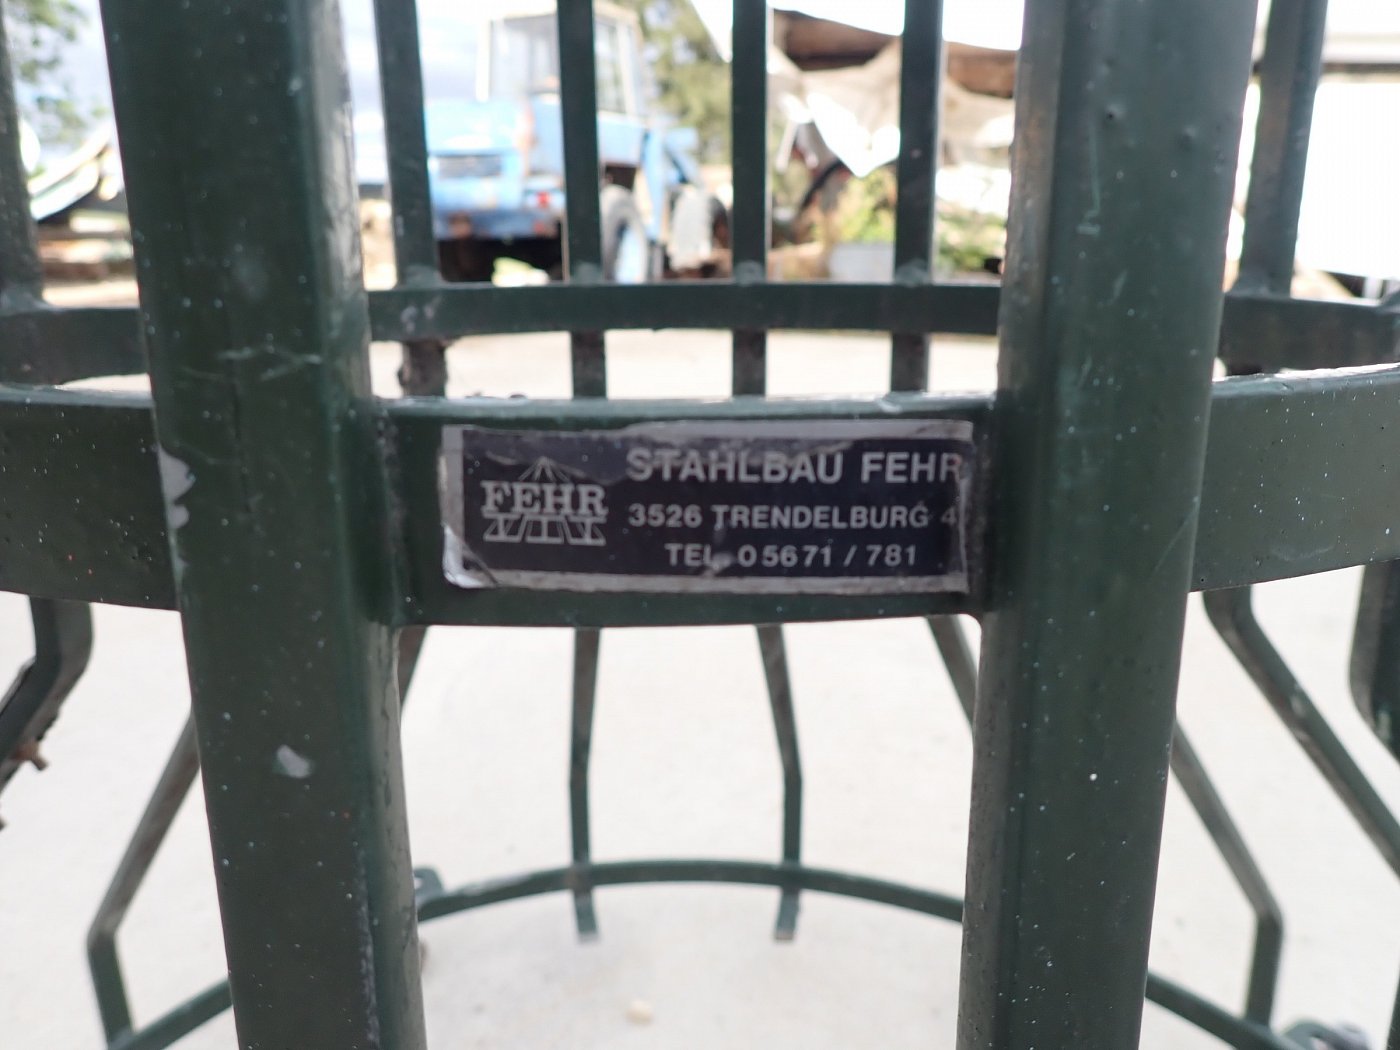 FEHR
STAHLBAU FEHR
3526 TRENDELBURG 4
TEL. 05671 / 781